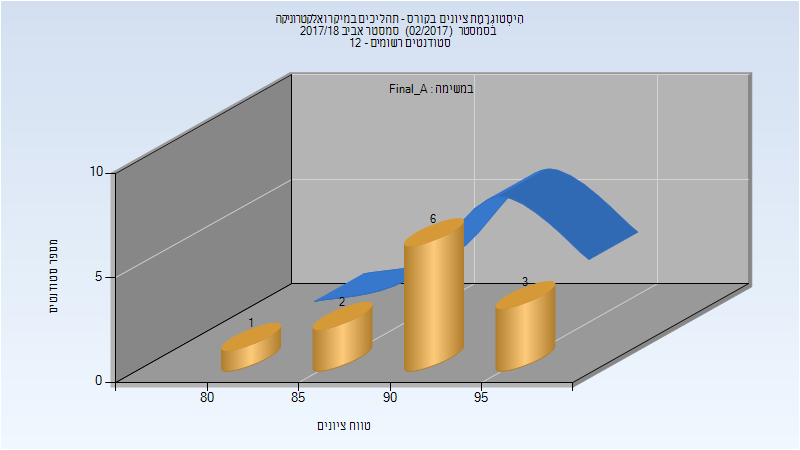 היסטוגרמת ציונים בקורס - תהליכים במיקרואלקטרוניקה
בסמסטר (02/2017) סמסטר אביב 2017/18
סטודנטים רשומים - 12
במשימה : Final_A
10
5
0
מספר סטודנטים
1
2
6
3
80
85
90
95
טווח ציונים